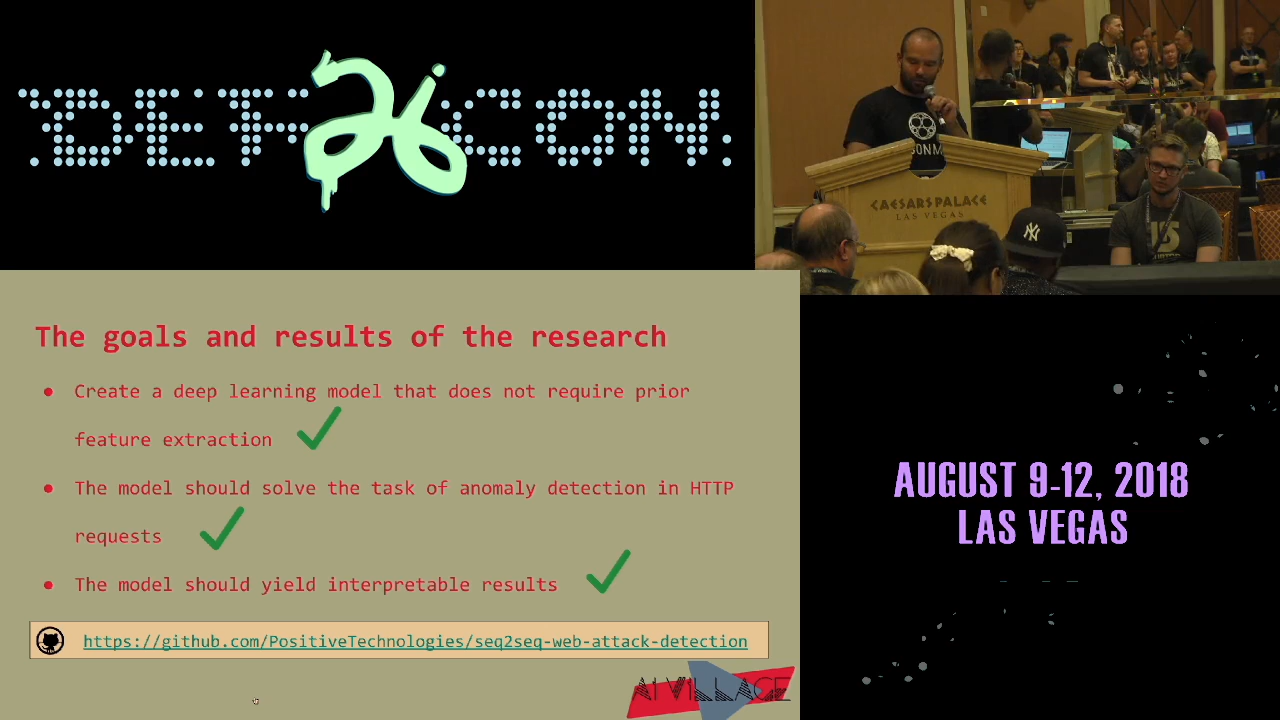 DEF 26 CON
CAESARS PALACE
LAS VEGAS
The goals and results of the research
● Create a deep learning model that does not require prior
feature extraction
● The model should solve the task of anomaly detection in HTTP
requests
● The model should yield interpretable results
https://github.com/PositiveTechnologies/seq2seq-web-attack-detection
AI VILLAGE
AUGUST 9-12, 2018
LAS VEGAS